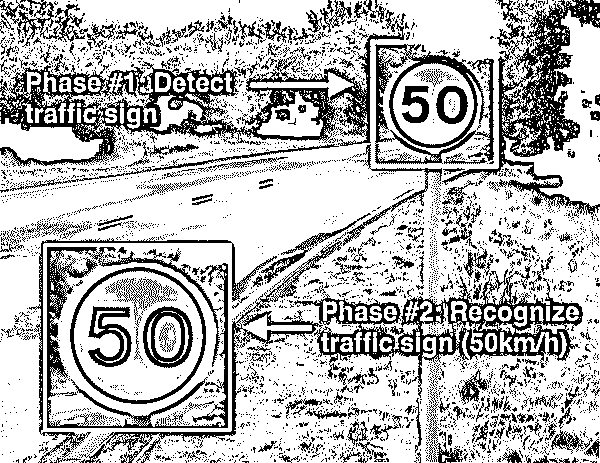 Phase #1: Detect
traffic sign
50
50
Phase #2: Recognize
traffic sign (50km/h)